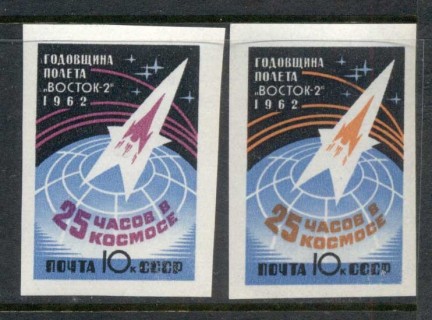 ГОДОВЩИНА
ПОЛЕТА
„ВОСТОК-2"
1962
25 ЧАСОВ В
КОСМОСЕ
ПОЧТА 10К СССР
ГОДОВЩИНА
ПОЛЕТА
„ВОСТОК-2"
1962
25 ЧАСОВ В
КОСМОСЕ
ПОЧТА 10К СССР